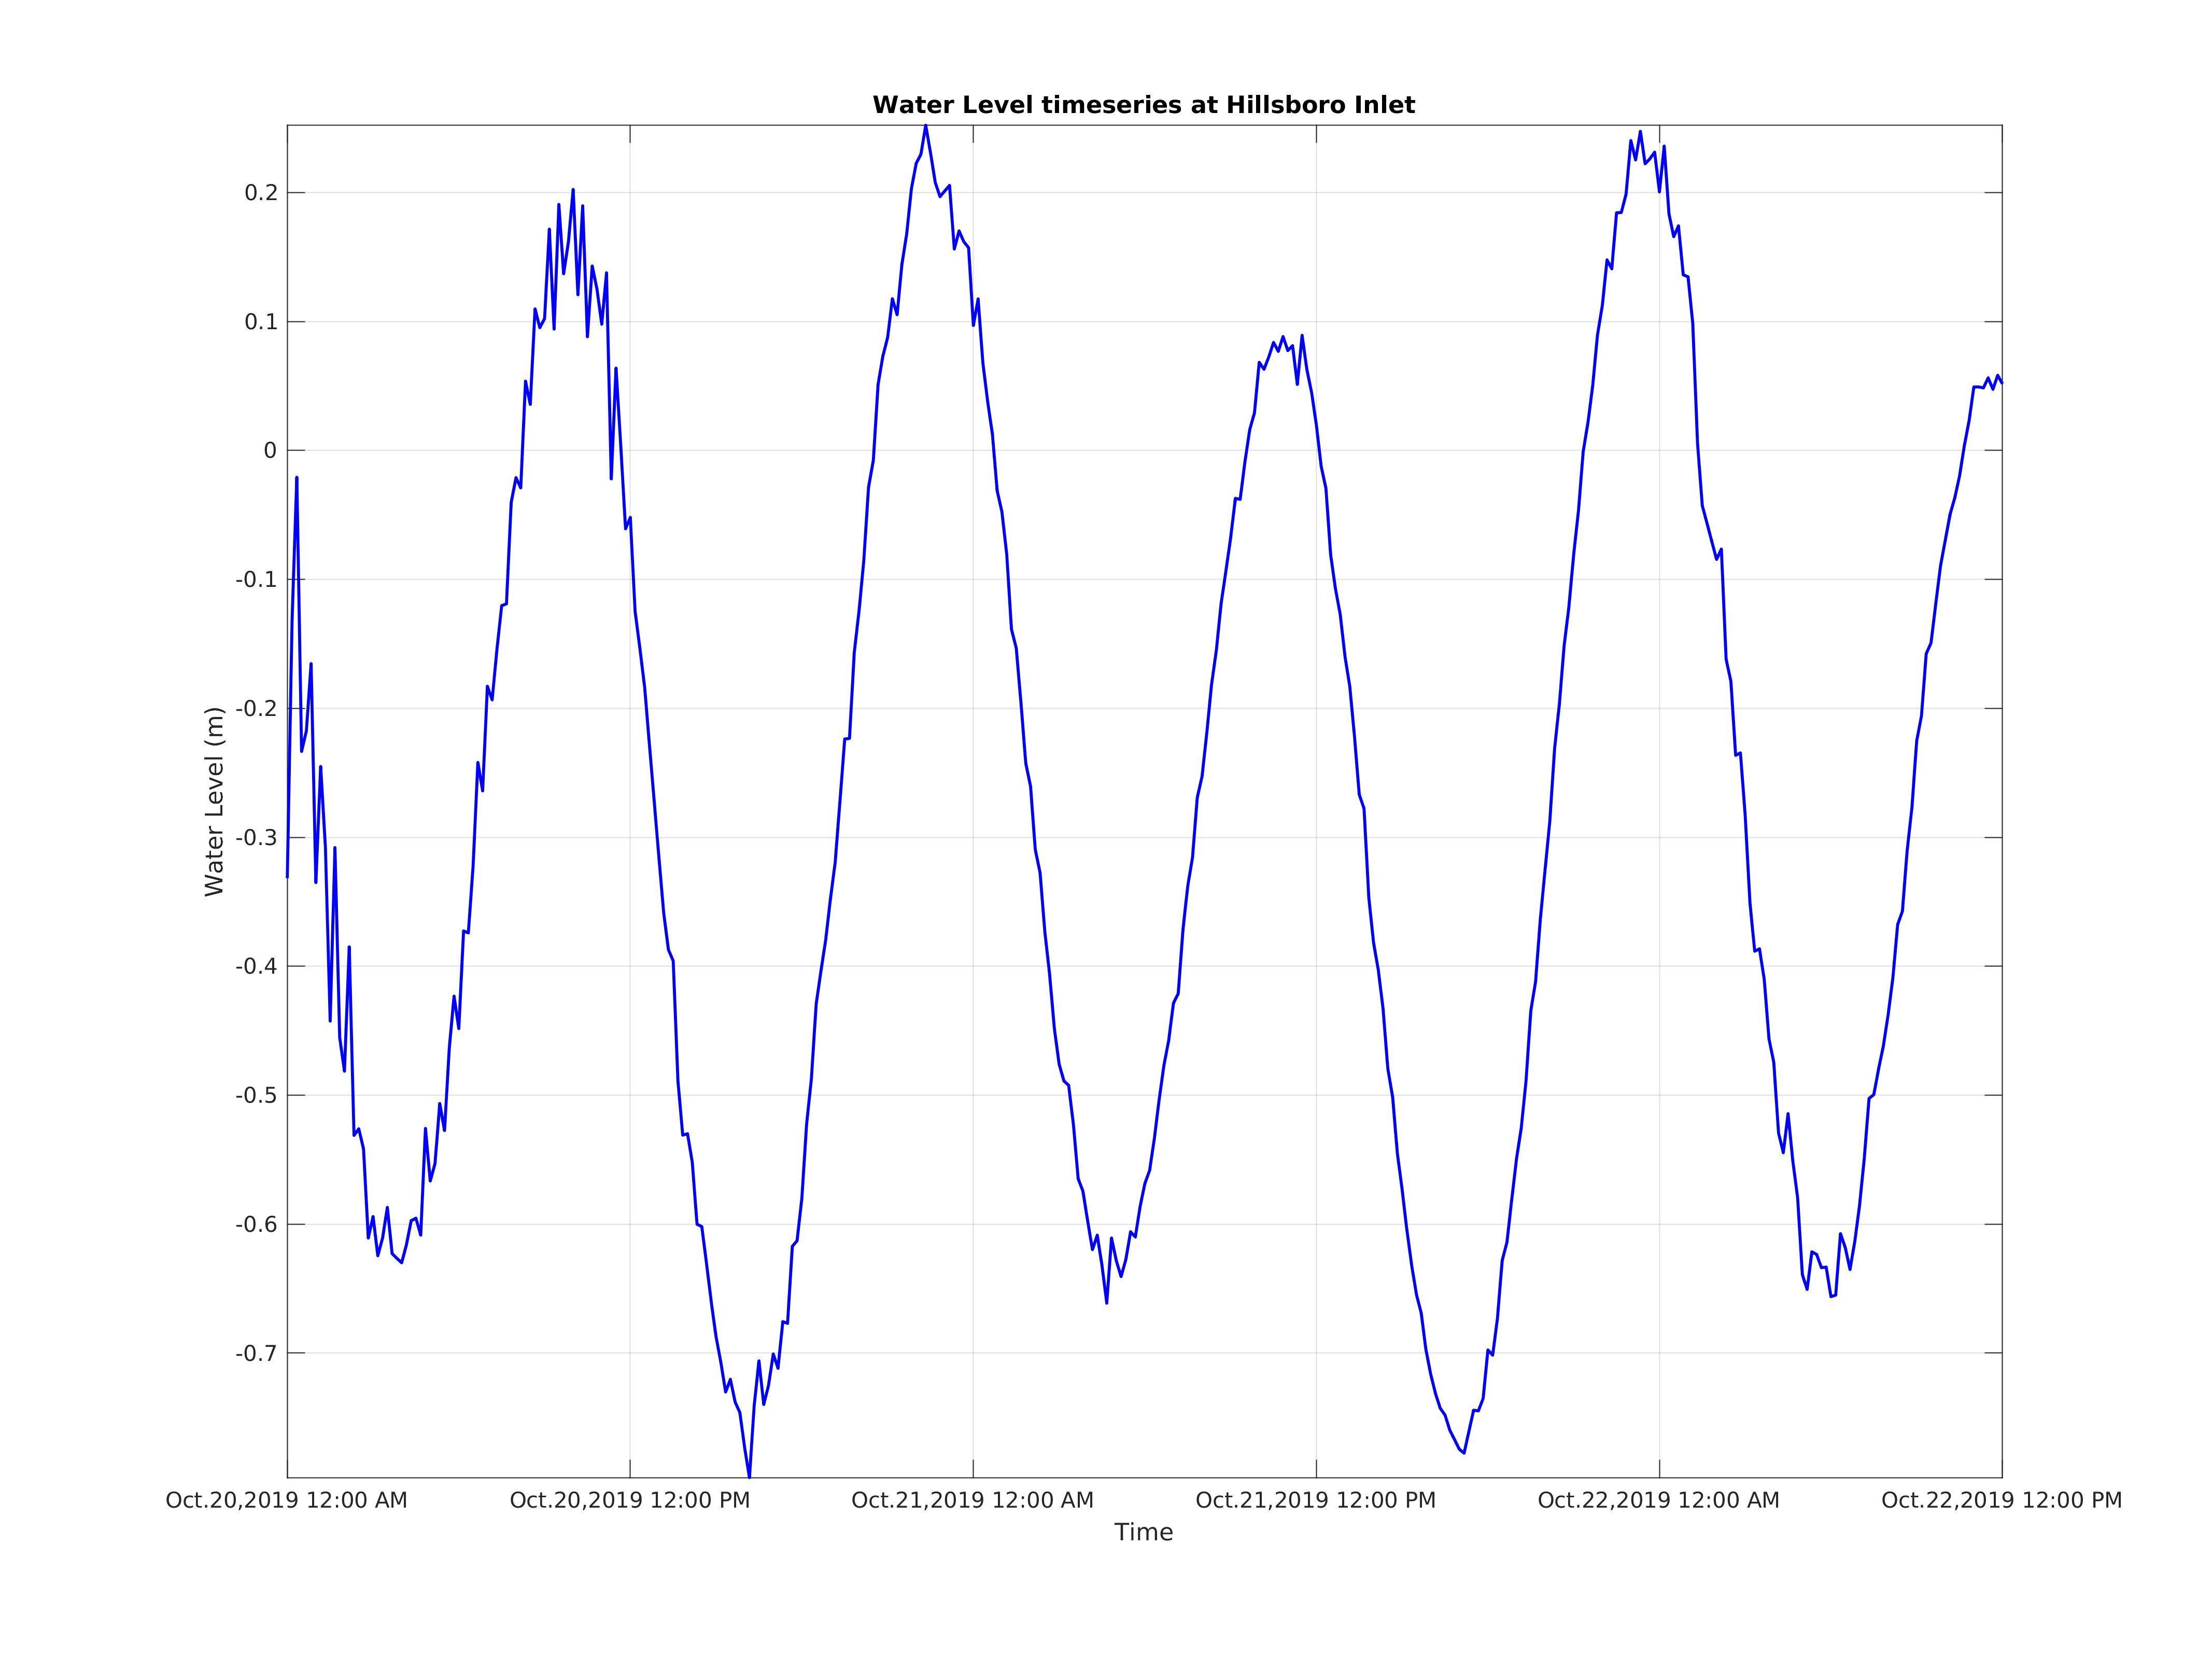 Water Level timeseries at Hillsboro Inlet
0.2
0.1
0
-0.1
-0.2
-0.3
-0.4
-0.5
-0.6
-0.7
Water Level (m)
Oct.20,2019 12:00 AM
Oct.20,2019 12:00 PM
Oct.21,2019 12:00 AM
Oct.21,2019 12:00 PM
Oct.22,2019 12:00 AM
Oct.22,2019 12:00 PM
Time